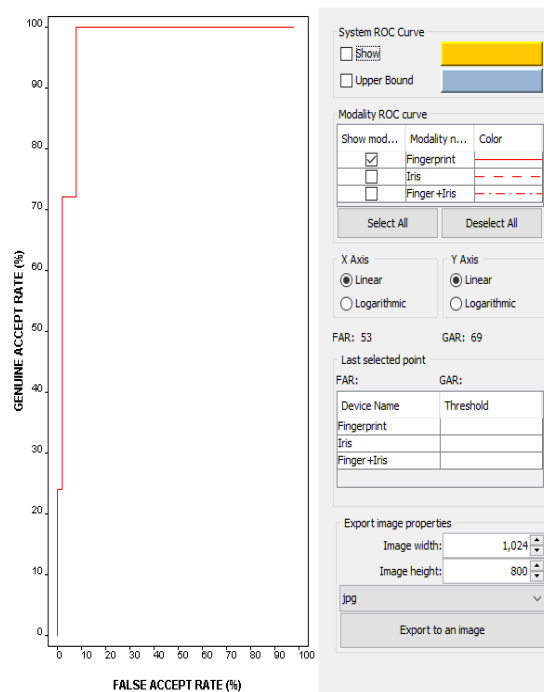 100
90
80
70
60
50
40
30
20
10
0
GENUINE ACCEPT RATE (%)
0 10 20 30 40 50 60 70 80 90 100
FALSE ACCEPT RATE (%)
System ROC Curve
Show
Upper Bound
Modality ROC curve
Show mod... Modality n... Color
Fingerprint
Iris
Finger+Iris
Select All Deselect All
X Axis Y Axis
Linear Linear
Logarithmic Logarithmic
FAR: 53 GAR: 69
Last selected point
FAR: GAR:
Device Name Threshold
Fingerprint
Iris
Finger+Iris
Export image properties
Image width: 1,024
Image height: 800
jpg
Export to an image